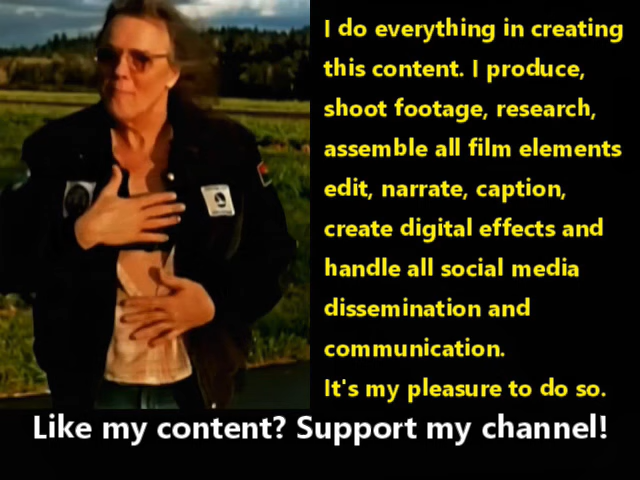 I do everything in creating
this content. I produce,
shoot footage, research,
assemble all film elements
edit, narrate, caption,
create digital effects and
handle all social media
dissemination and
communication.
It's my pleasure to do so.
Like my content? Support my channel!